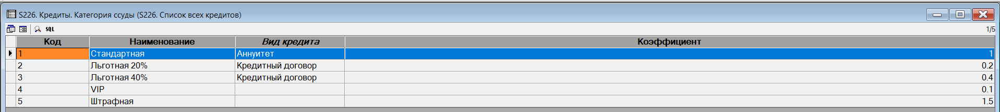 S226. Кредиты. Категория ссуды (S226. Список всех кредитов)
SQL 1/5
Код Наименование Вид кредита Коэффициент
1 Стандартная Аннуитет 1
2 Льготная 20% Кредитный договор 0.2
3 Льготная 40% Кредитный договор 0.4
4 VIP 0.1
5 Штрафная 1.5